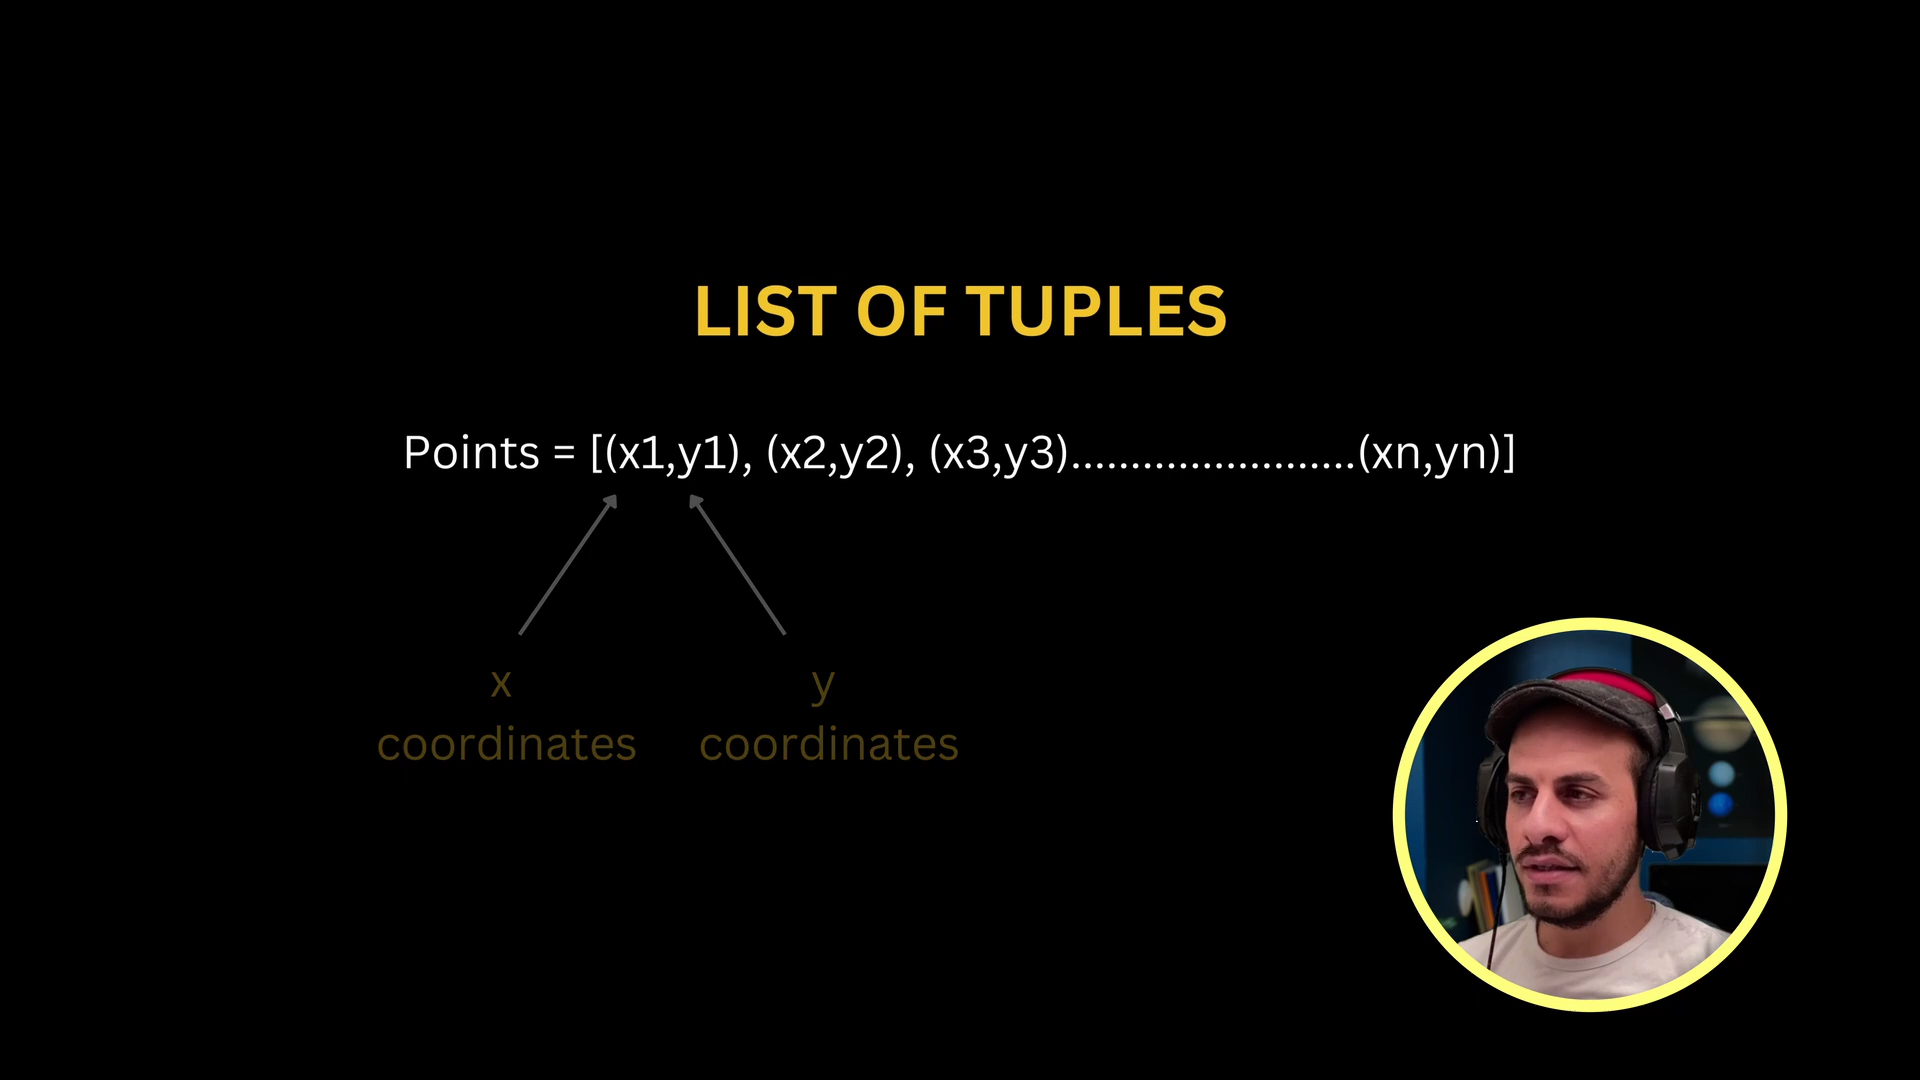 LIST OF TUPLES
Points = [(x1,y1), (x2,y2), (x3,y3)........................(xn,yn)]
x
coordinates
y
coordinates